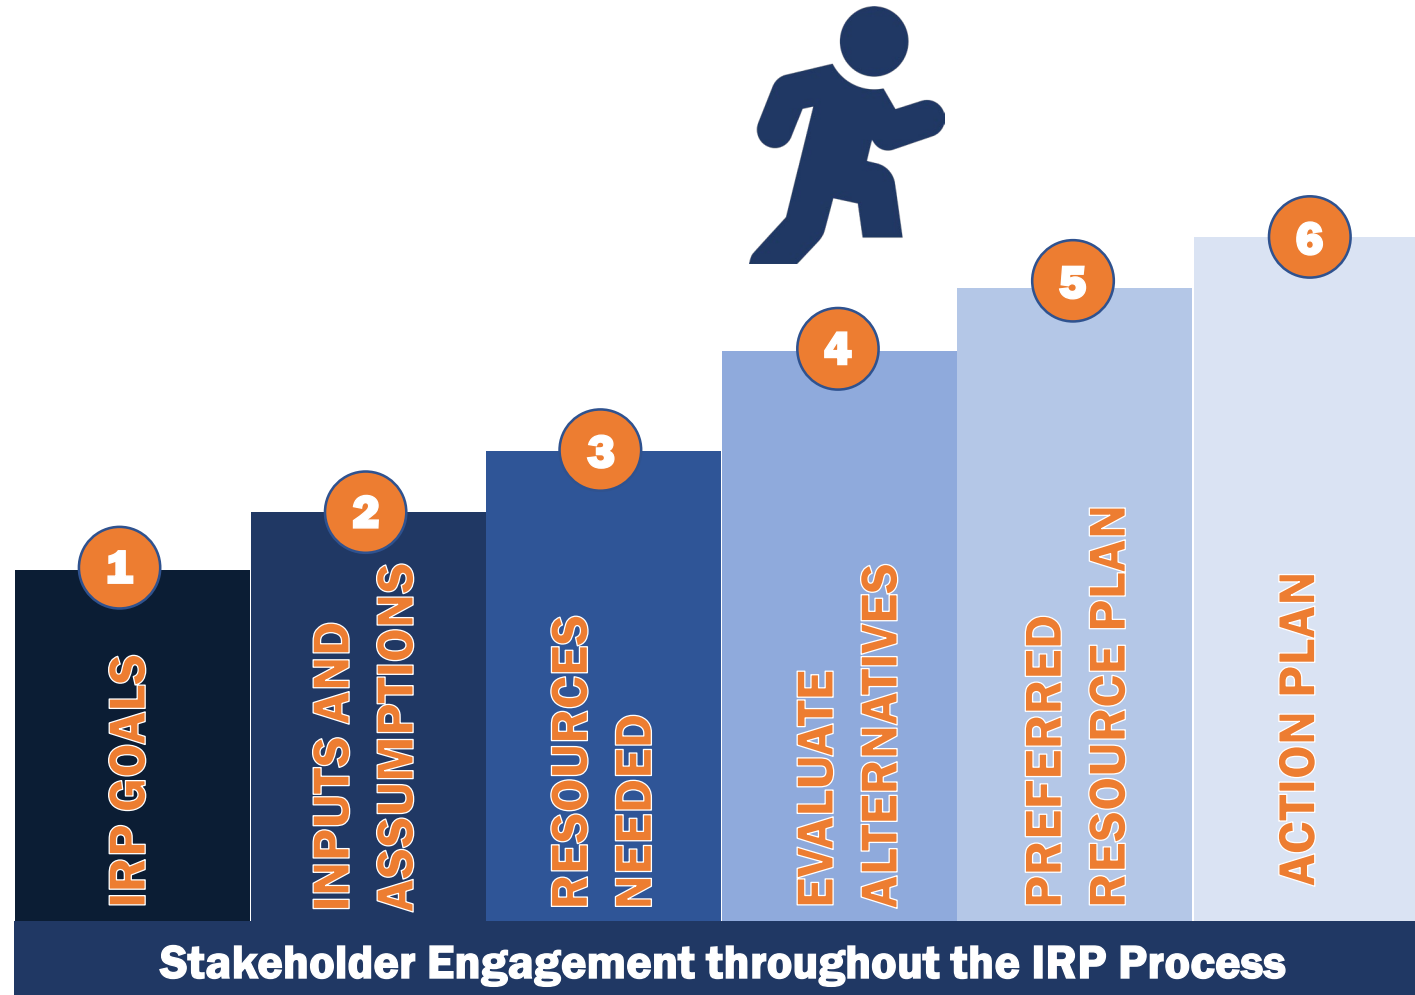 1
IRP GOALS
2
INPUTS AND
ASSUMPTIONS
3
RESOURCES
NEEDED
4
EVALUATE
ALTERNATIVES
5
PREFERRED
RESOURCE PLAN
6
ACTION PLAN
Stakeholder Engagement throughout the IRP Process